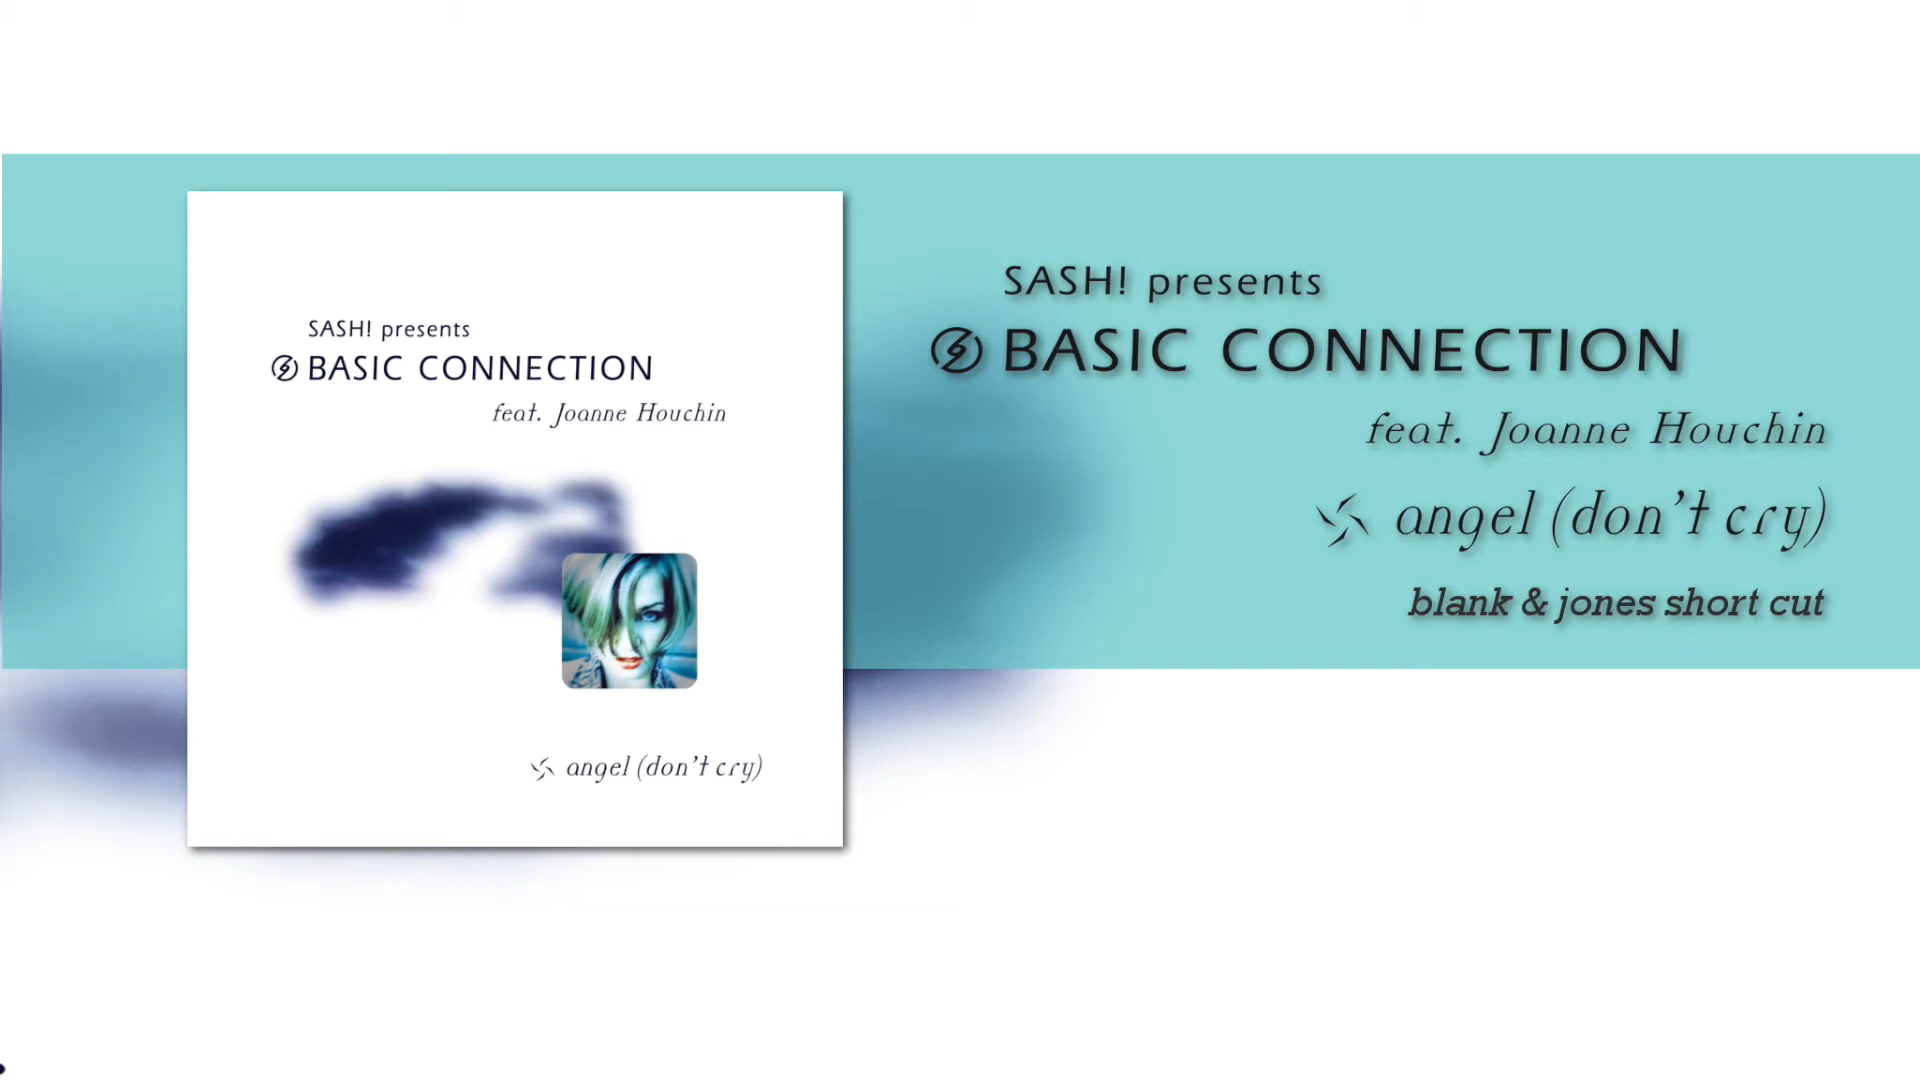 SASH! presents
BASIC CONNECTION
feat. Joanne Houchin
angel (don't cry)
SASH! presents
BASIC CONNECTION
feat. Joanne Houchin
angel (don't cry)
blank & jones short cut